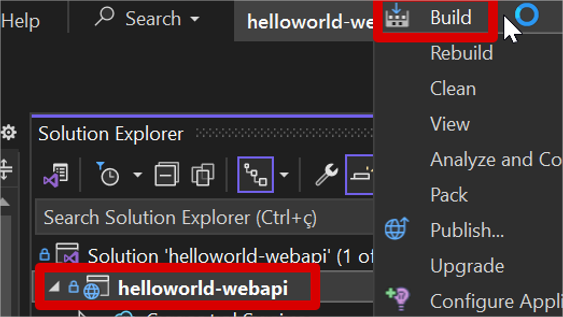 Help
Search
helloworld-we
Build
Rebuild
Clean
View
Analyze and Co
Pack
Publish...
Upgrade
Configure Appli
Solution Explorer
Search Solution Explorer (Ctrl+ç)
Solution 'helloworld-webapi' (1 of
helloworld-webapi